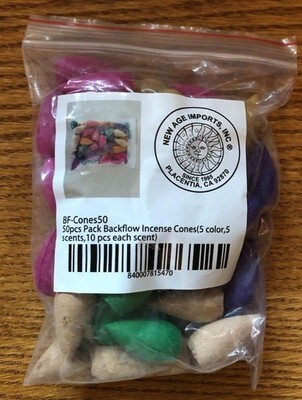 NEW AGE IMPORTS, INC ®
SINCE 1995
PLACENTIA, CA 92870
BF-Cones50
50pcs Pack Backflow Incense Cones(5 color,5
scents,10 pcs each scent)
840007815470